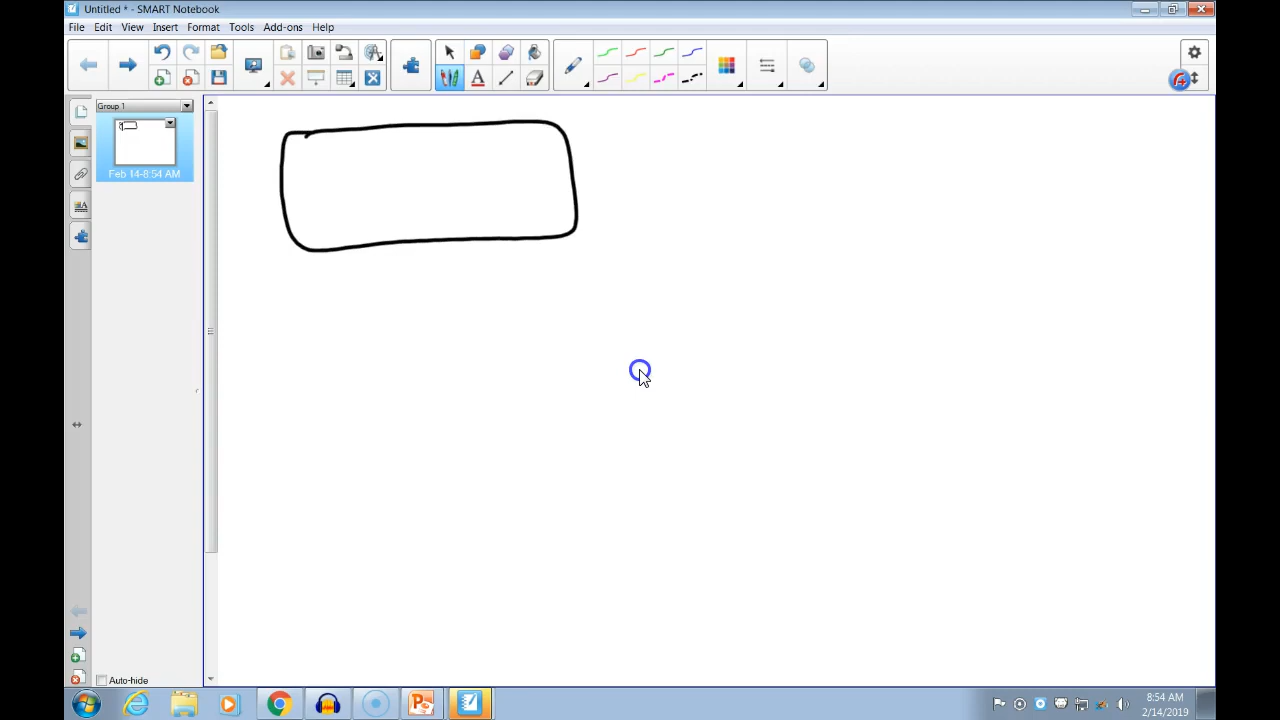 Untitled * - SMART Notebook
File Edit View Insert Format Tools Add-ons Help
Group 1
Feb 14-8:54 AM
Auto-hide
8:54 AM
2/14/2019